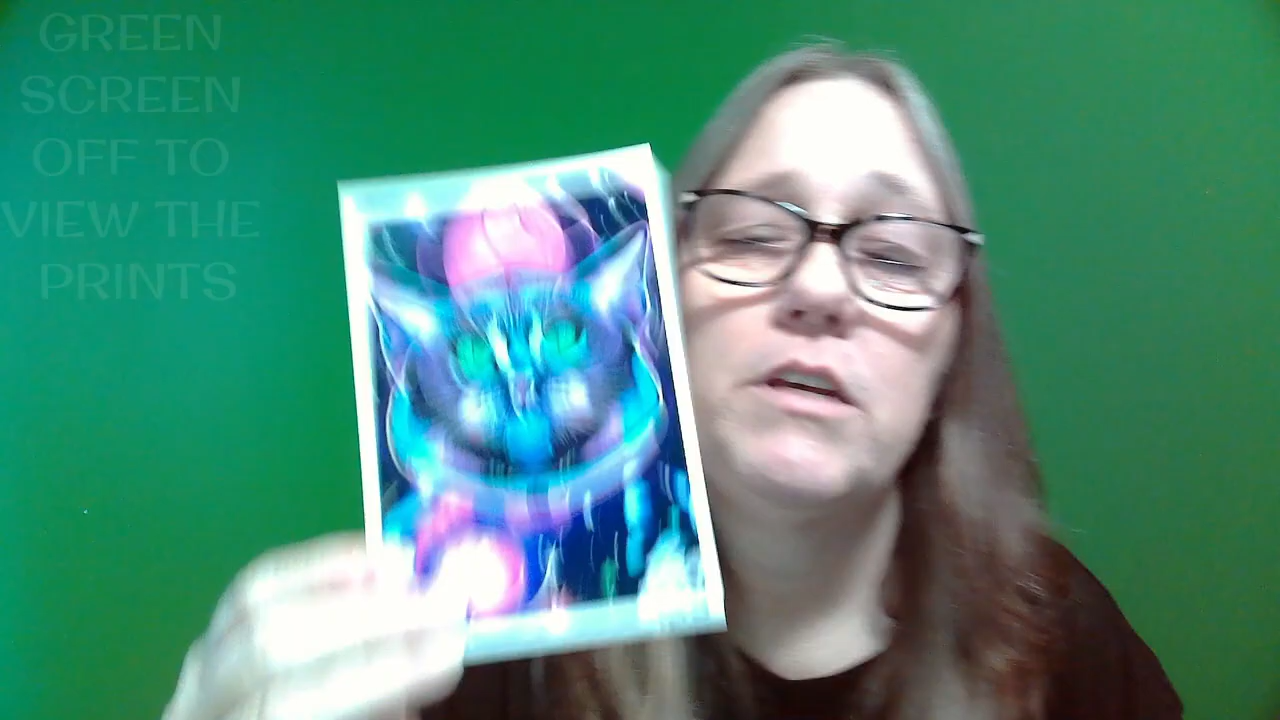 GREEN
SCREEN
OFF TO
VIEW THE
PRINTS